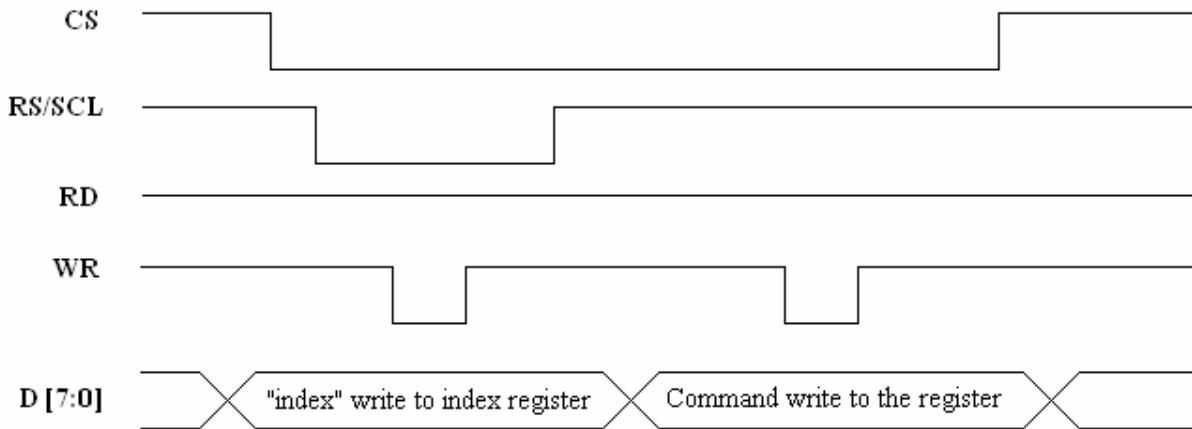 CS
RS/SCL
RD
WR
D [7:0]
"index" write to index register
Command write to the register